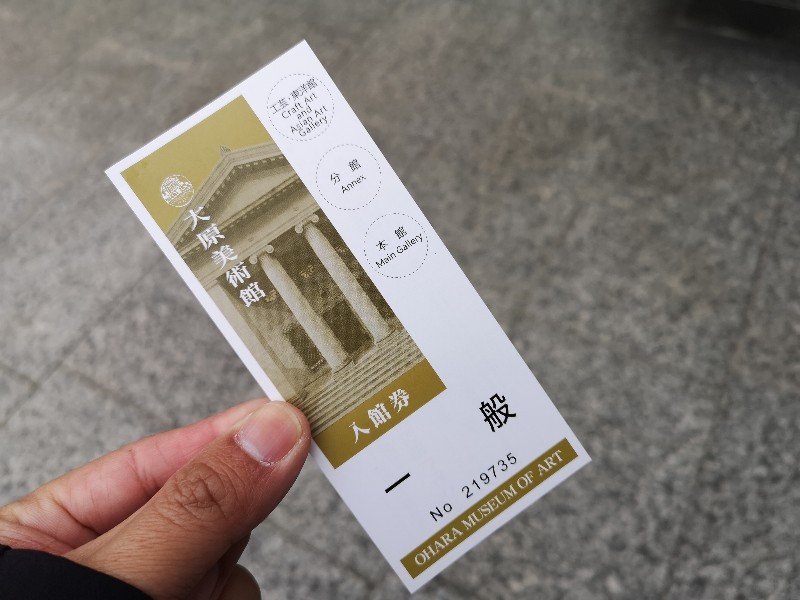 大原美術館
入館券
工芸・東洋館
Craft Art
and
Asian Art
Gallery
分館
Annex
本館
Main Gallery
一般
No 219735
OHARA MUSEUM OF ART